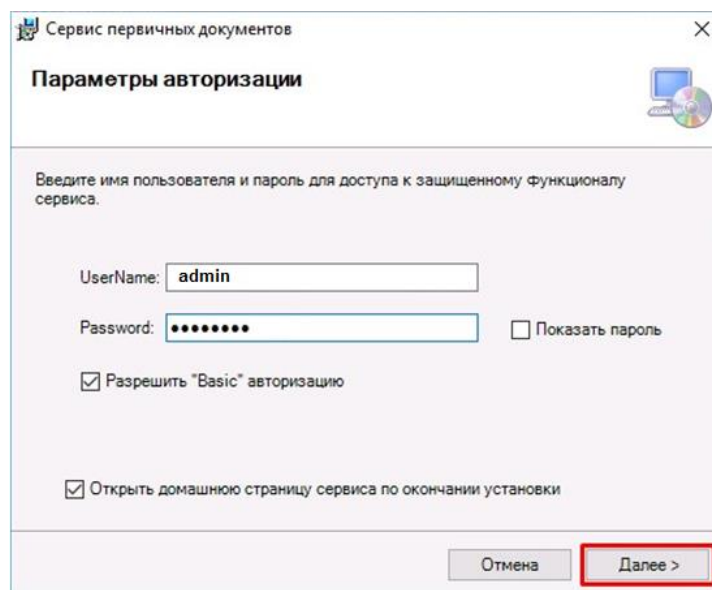 Сервис первичных документов
Параметры авторизации
Введите имя пользователя и пароль для доступа к защищенному функционалу
сервиса.
UserName: admin
Password: ●●●●●●●●
Показать пароль
Разрешить "Basic" авторизацию
Открыть домашнюю страницу сервиса по окончании установки
Отмена
Далее >